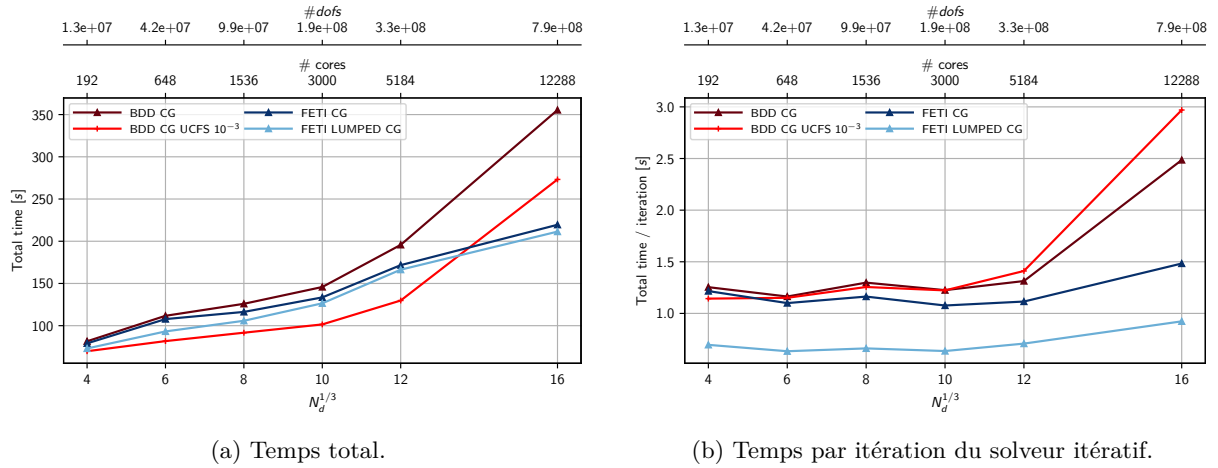 #dofs
1.3e+07 4.2e+07 9.9e+07 1.9e+08 3.3e+08 7.9e+08
# cores
192 648 1536 3000 5184 12288
BDD CG
BDD CG UCFS 10⁻³
FETI CG
FETI LUMPED CG
Total time [s]
350
300
250
200
150
100
4 6 8 10 12 16
N_d^{1/3}
(a) Temps total.
#dofs
1.3e+07 4.2e+07 9.9e+07 1.9e+08 3.3e+08 7.9e+08
# cores
192 648 1536 3000 5184 12288
BDD CG
BDD CG UCFS 10⁻³
FETI CG
FETI LUMPED CG
Total time / iteration [s]
3.0
2.5
2.0
1.5
1.0
4 6 8 10 12 16
N_d^{1/3}
(b) Temps par itération du solveur itératif.